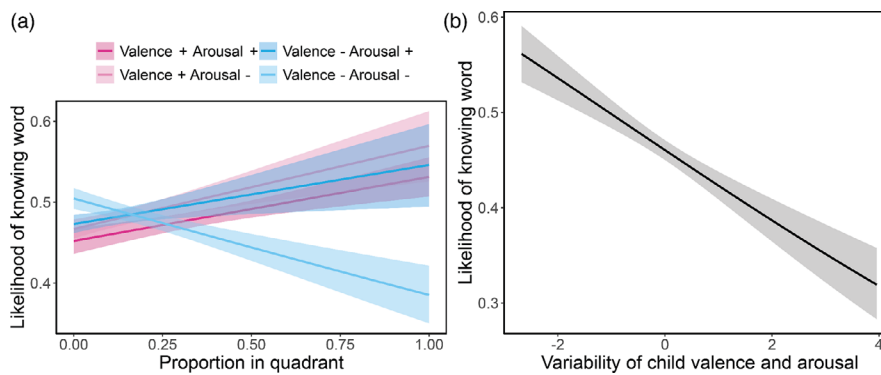 (a)
Valence + Arousal + Valence - Arousal +
Valence + Arousal - Valence - Arousal -
Likelihood of knowing word
0.6
0.5
0.4
0.00 0.25 0.50 0.75 1.00
Proportion in quadrant
(b)
Likelihood of knowing word
0.6
0.5
0.4
0.3
-2 0 2 4
Variability of child valence and arousal